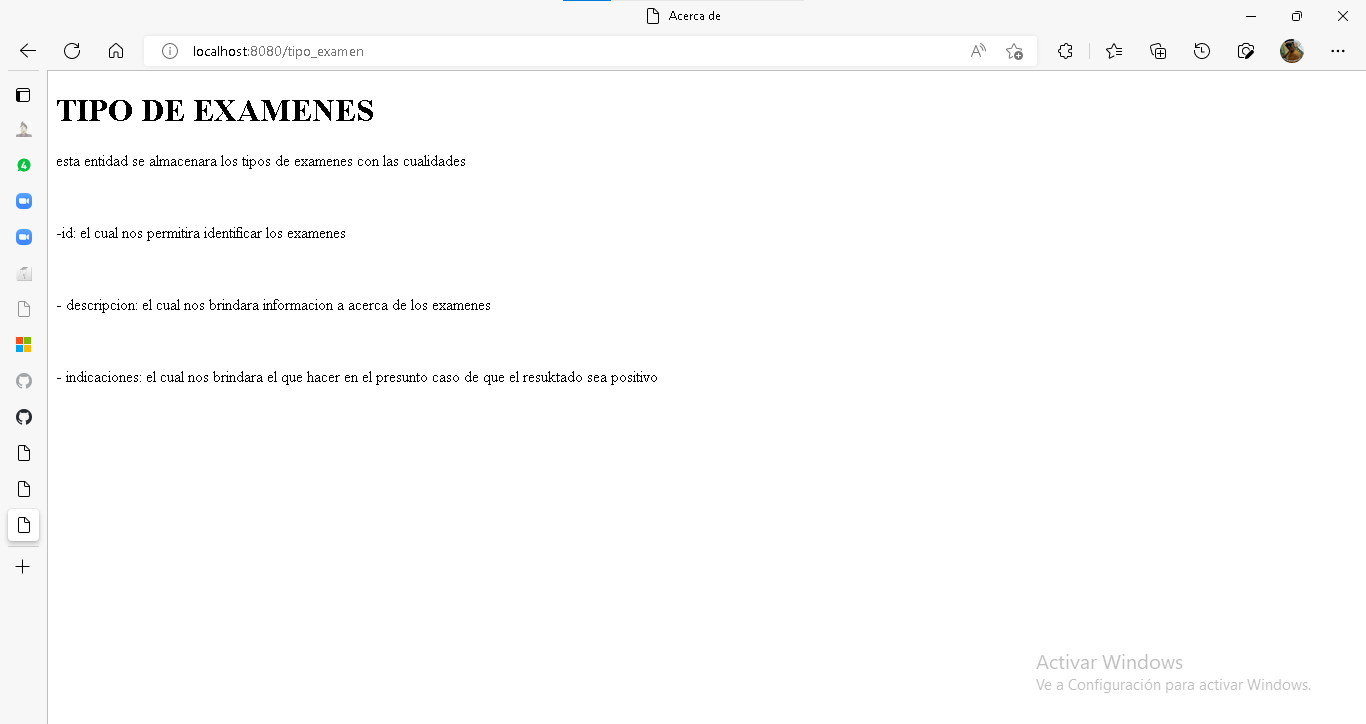 Acerca de
localhost:8080/tipo_examen
TIPO DE EXAMENES
esta entidad se almacenara los tipos de examenes con las cualidades
4
-id: el cual nos permitira identificar los examenes
- descripcion: el cual nos brindara informacion a acerca de los examenes
- indicaciones: el cual nos brindara el que hacer en el presunto caso de que el resuktado sea positivo
Activar Windows
Ve a Configuración para activar Windows.